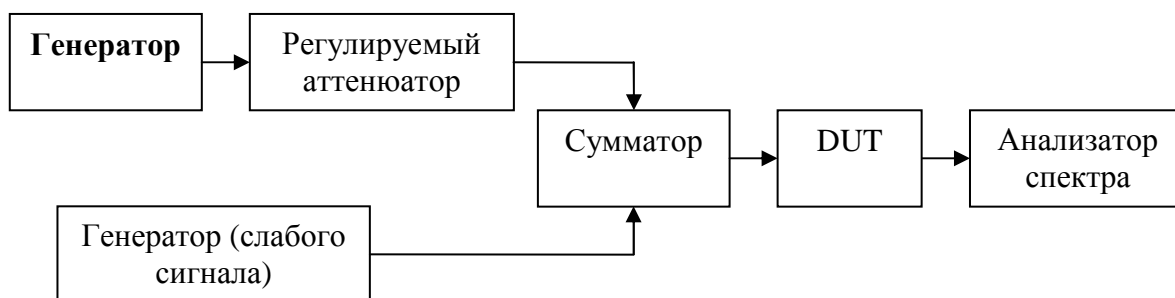 Генератор
Регулируемый
аттенюатор
Сумматор
DUT
Анализатор
спектра
Генератор (слабого
сигнала)